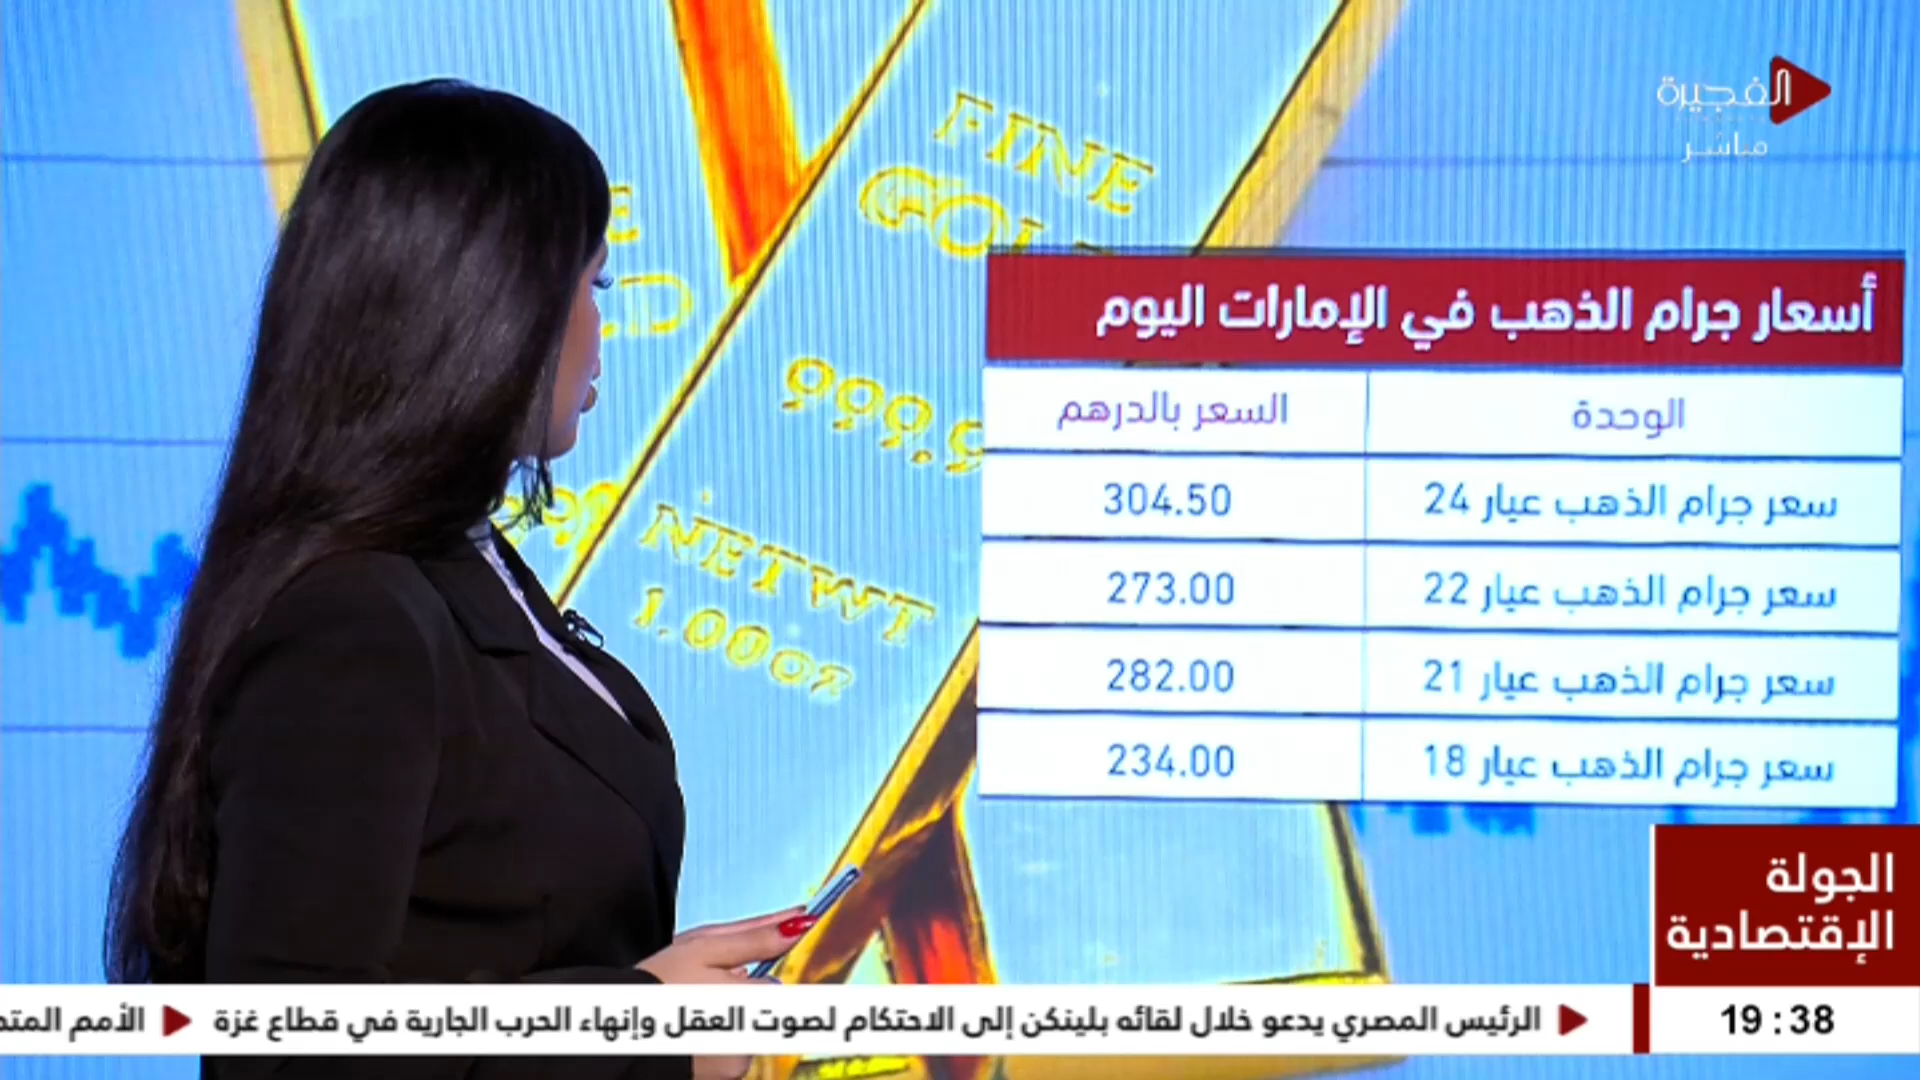 الفجيرة
مباشر
FINE
GOLD
999.9
NETWT
1.00oz
أسعار جرام الذهب في الإمارات اليوم
الوحدة السعر بالدرهم
سعر جرام الذهب عيار 24 304.50
سعر جرام الذهب عيار 22 273.00
سعر جرام الذهب عيار 21 282.00
سعر جرام الذهب عيار 18 234.00
الجولة
الإقتصادية
الرئيس المصري يدعو خلال لقائه بلينكن إلى الاحتكام لصوت العقل وإنهاء الحرب الجارية في قطاع غزة الأمم
19:38